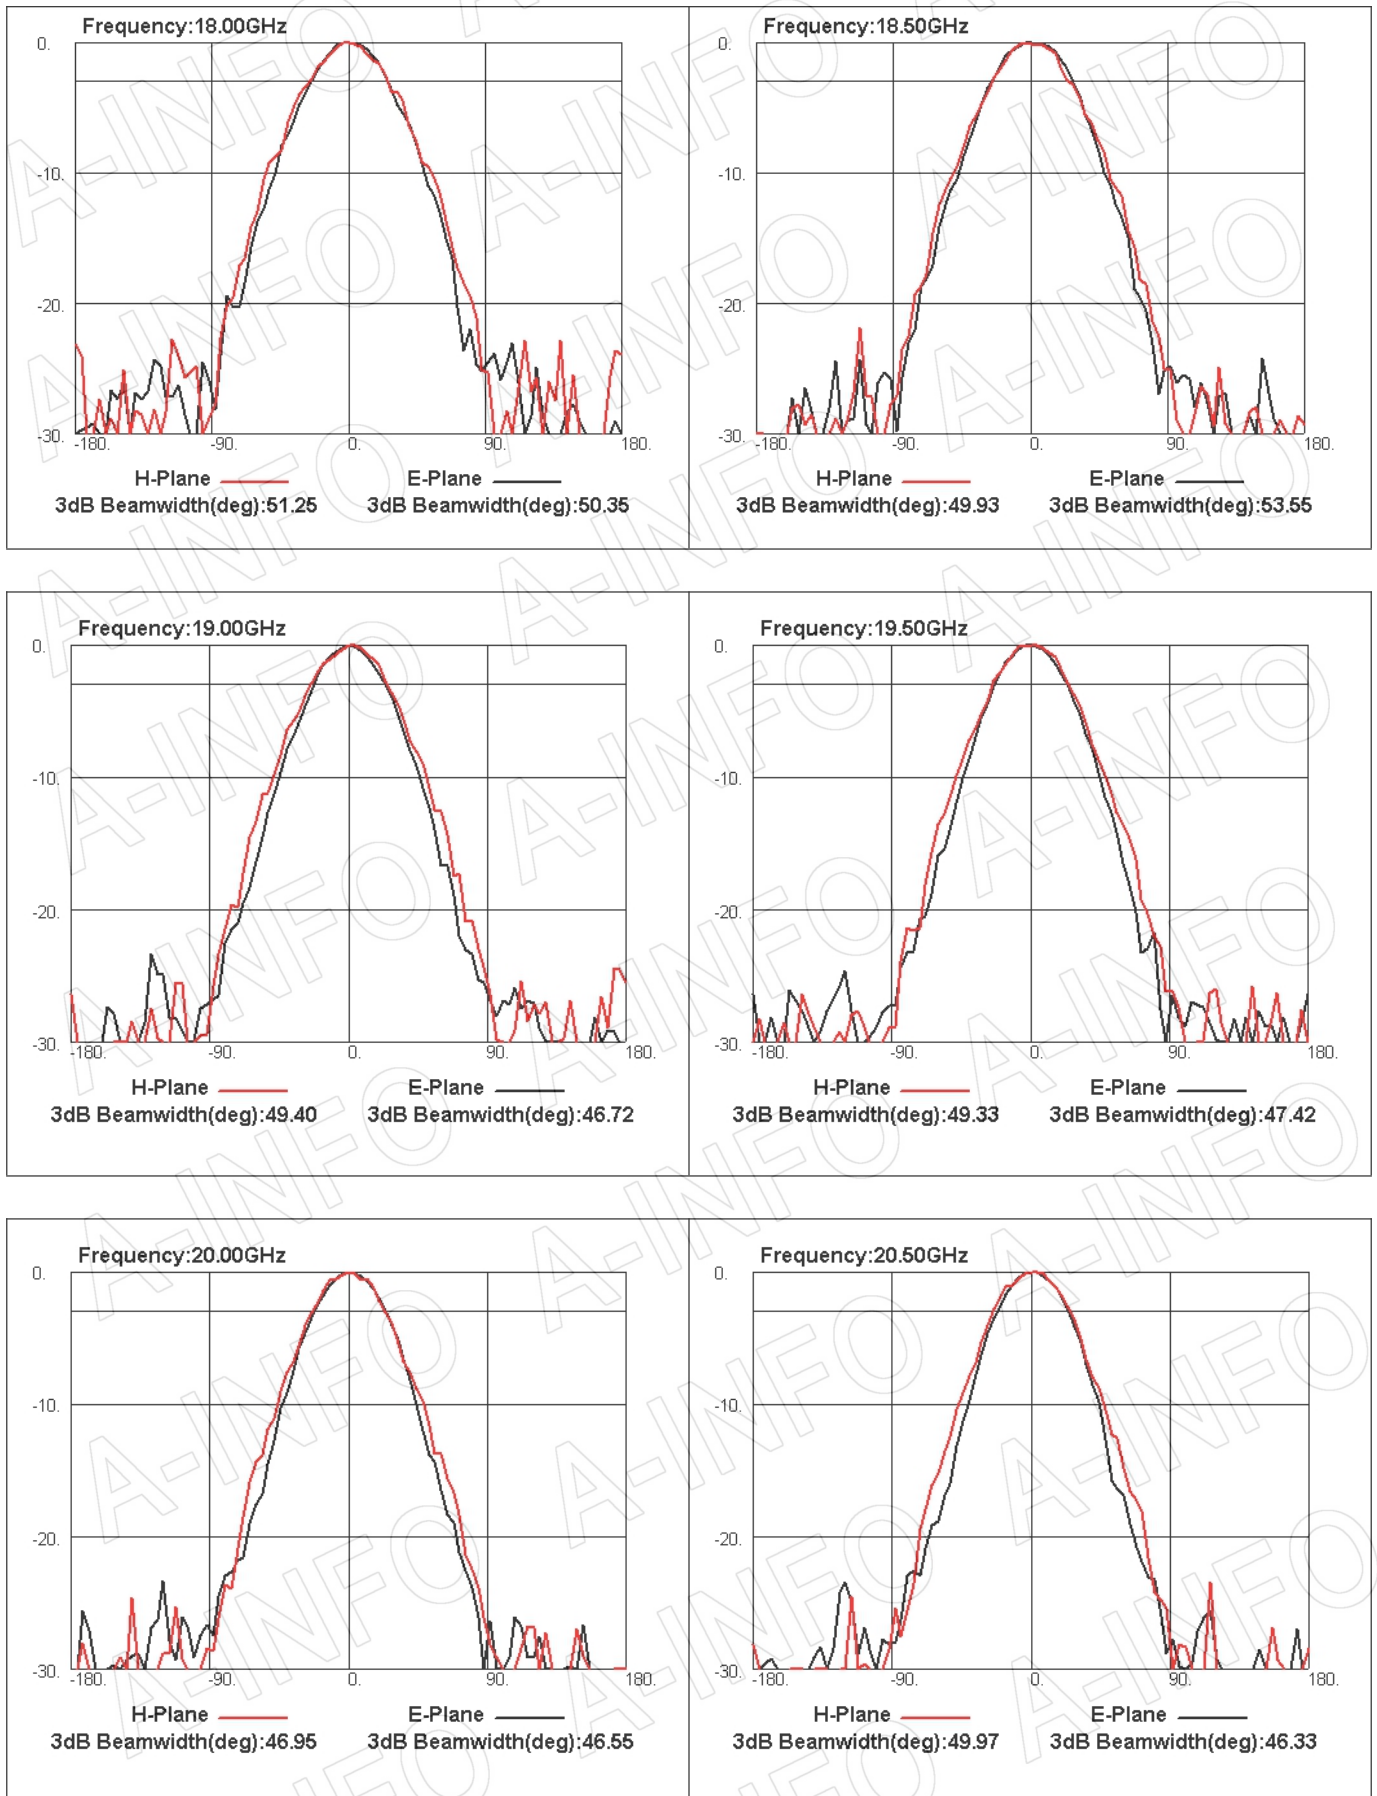 Frequency:18.00GHz
0.
-10.
-20.
-30.
-180.
-90.
0.
90.
180.
H-Plane
E-Plane
3dB Beamwidth(deg):51.25
3dB Beamwidth(deg):50.35
Frequency:18.50GHz
0.
-10.
-20.
-30.
-180.
-90.
0.
90.
180.
H-Plane
E-Plane
3dB Beamwidth(deg):49.93
3dB Beamwidth(deg):53.55
Frequency:19.00GHz
0.
-10.
-20.
-30.
-180.
-90.
0.
90.
180.
H-Plane
E-Plane
3dB Beamwidth(deg):49.40
3dB Beamwidth(deg):46.72
Frequency:19.50GHz
0.
-10.
-20.
-30.
-180.
-90.
0.
90.
180.
H-Plane
E-Plane
3dB Beamwidth(deg):49.33
3dB Beamwidth(deg):47.42
Frequency:20.00GHz
0.
-10.
-20.
-30.
-180.
-90.
0.
90.
180.
H-Plane
E-Plane
3dB Beamwidth(deg):46.95
3dB Beamwidth(deg):46.55
Frequency:20.50GHz
0.
-10.
-20.
-30.
-180.
-90.
0.
90.
180.
H-Plane
E-Plane
3dB Beamwidth(deg):49.97
3dB Beamwidth(deg):46.33
A-INFO